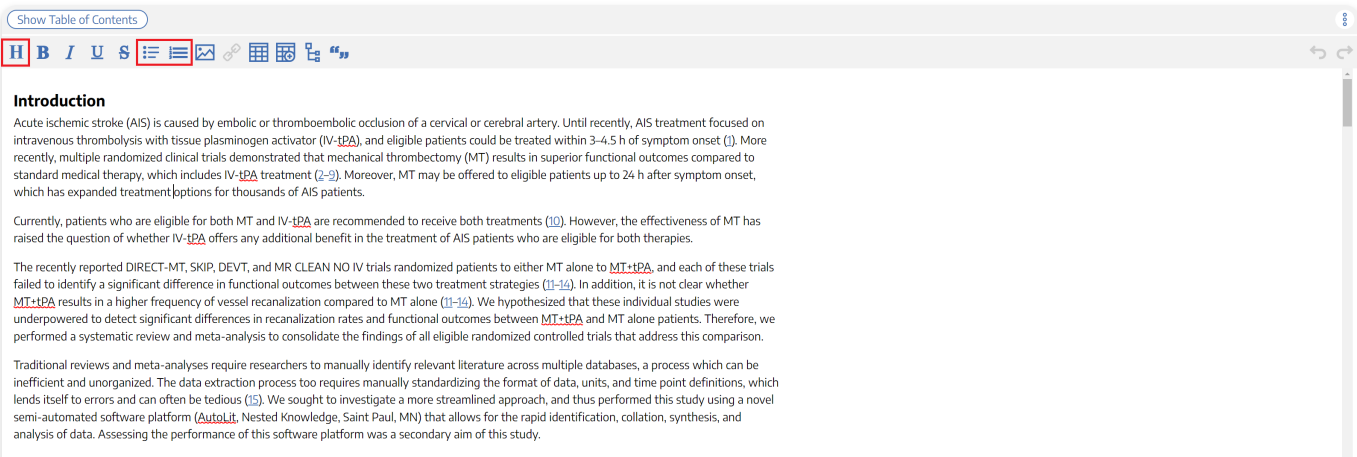 Show Table of Contents
H B I U S
Introduction
Acute ischemic stroke (AIS) is caused by embolic or thromboembolic occlusion of a cervical or cerebral artery. Until recently, AIS treatment focused on
intravenous thrombolysis with tissue plasminogen activator (IV-tPA), and eligible patients could be treated within 3–4.5 h of symptom onset (1). More
recently, multiple randomized clinical trials demonstrated that mechanical thrombectomy (MT) results in superior functional outcomes compared to
standard medical therapy, which includes IV-tPA treatment (2–9). Moreover, MT may be offered to eligible patients up to 24 h after symptom onset,
which has expanded treatment options for thousands of AIS patients.
Currently, patients who are eligible for both MT and IV-tPA are recommended to receive both treatments (10). However, the effectiveness of MT has
raised the question of whether IV-tPA offers any additional benefit in the treatment of AIS patients who are eligible for both therapies.
The recently reported DIRECT-MT, SKIP, DEVT, and MR CLEAN NO IV trials randomized patients to either MT alone to MT+tPA, and each of these trials
failed to identify a significant difference in functional outcomes between these two treatment strategies (11–14). In addition, it is not clear whether
MT+tPA results in a higher frequency of vessel recanalization compared to MT alone (11–14). We hypothesized that these individual studies were
underpowered to detect significant differences in recanalization rates and functional outcomes between MT+tPA and MT alone patients. Therefore, we
performed a systematic review and meta-analysis to consolidate the findings of all eligible randomized controlled trials that address this comparison.
Traditional reviews and meta-analyses require researchers to manually identify relevant literature across multiple databases, a process which can be
inefficient and unorganized. The data extraction process too requires manually standardizing the format of data, units, and time point definitions, which
lends itself to errors and can often be tedious (15). We sought to investigate a more streamlined approach, and thus performed this study using a novel
semi-automated software platform (AutoLit, Nested Knowledge, Saint Paul, MN) that allows for the rapid identification, collation, synthesis, and
analysis of data. Assessing the performance of this software platform was a secondary aim of this study.